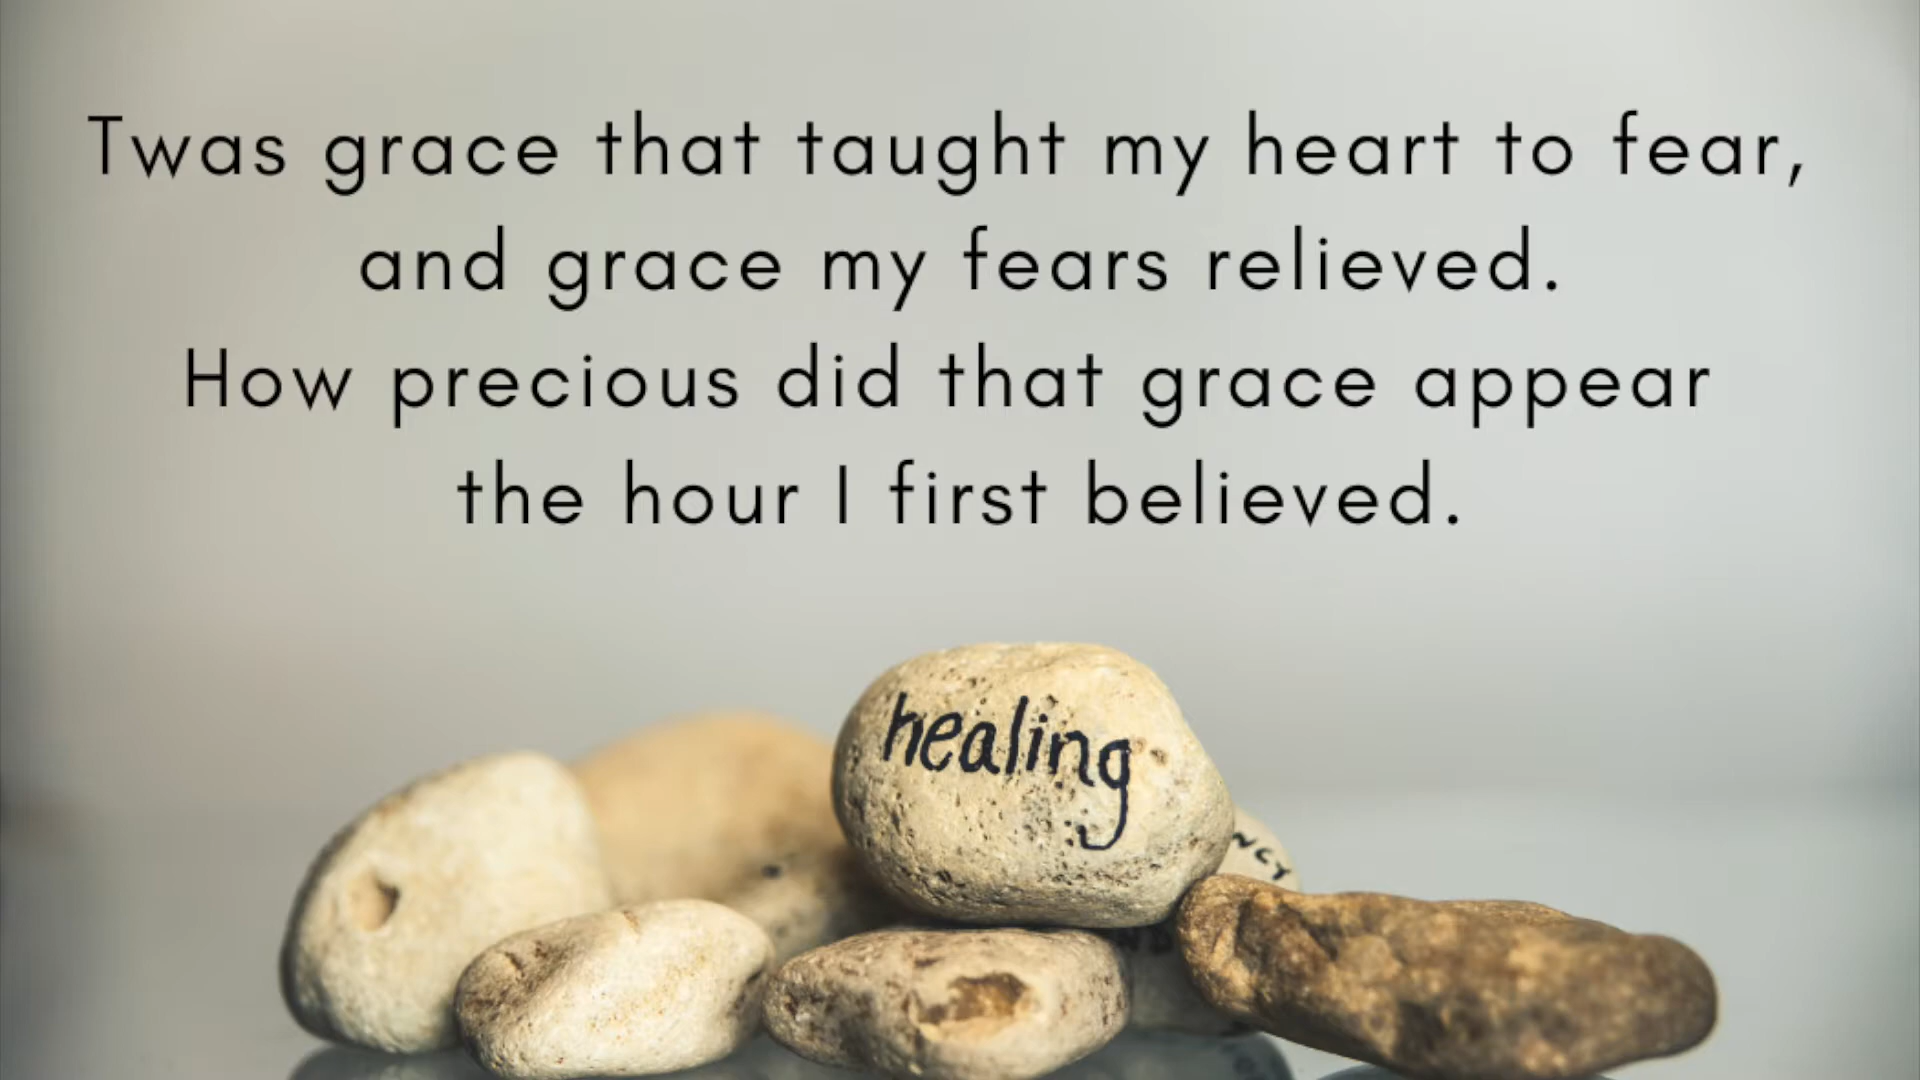 Twas grace that taught my heart to fear,
and grace my fears relieved.
How precious did that grace appear
the hour I first believed.
healing
NCY